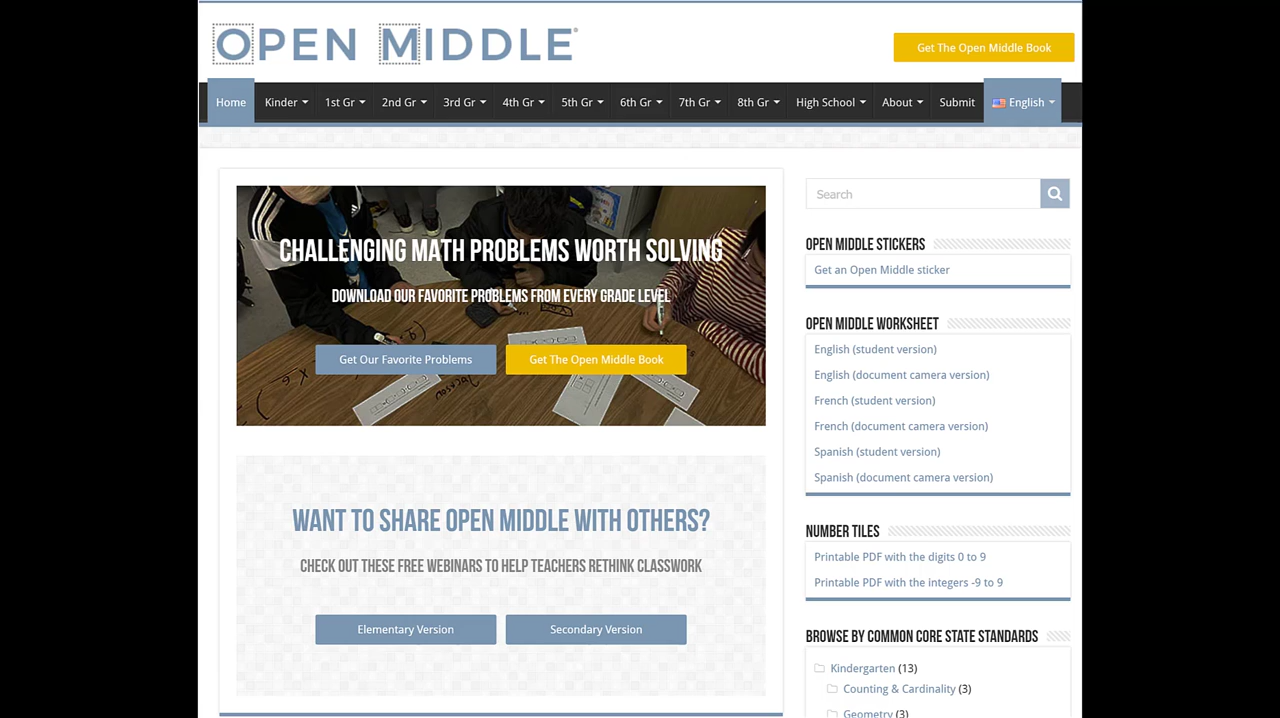 OPEN MIDDLE®
Get The Open Middle Book
Home Kinder 1st Gr 2nd Gr 3rd Gr 4th Gr 5th Gr 6th Gr 7th Gr 8th Gr High School About Submit English
CHALLENGING MATH PROBLEMS WORTH SOLVING
DOWNLOAD OUR FAVORITE PROBLEMS FROM EVERY GRADE LEVEL
Get Our Favorite Problems
Get The Open Middle Book
WANT TO SHARE OPEN MIDDLE WITH OTHERS?
CHECK OUT THESE FREE WEBINARS TO HELP TEACHERS RETHINK CLASSWORK
Elementary Version
Secondary Version
Search
OPEN MIDDLE STICKERS
Get an Open Middle sticker
OPEN MIDDLE WORKSHEET
English (student version)
English (document camera version)
French (student version)
French (document camera version)
Spanish (student version)
Spanish (document camera version)
NUMBER TILES
Printable PDF with the digits 0 to 9
Printable PDF with the integers -9 to 9
BROWSE BY COMMON CORE STATE STANDARDS
Kindergarten (13)
Counting & Cardinality (3)
Geometry (3)